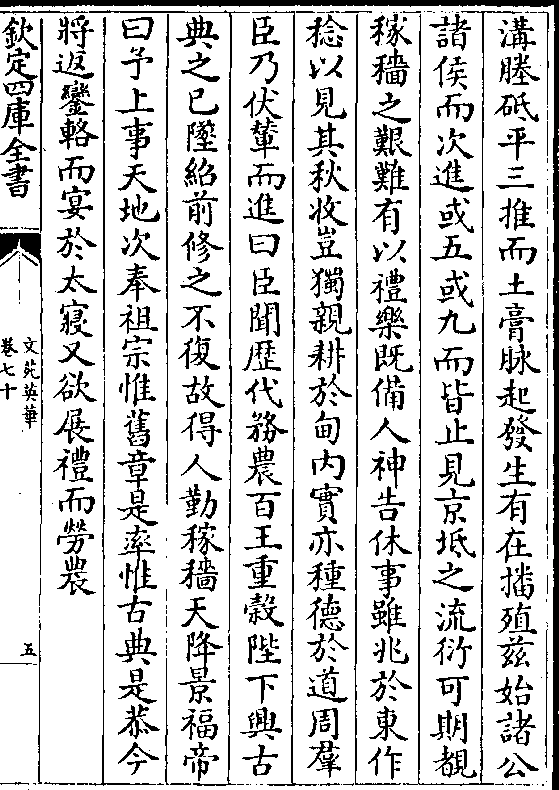 溝塍砥平三推而土膏脉起發生有在播殖兹始諸公
諸侯而次進或五或九而皆止見京坻之流衍可期覩
稼穡之艱難有以禮樂既備人神告休事雖兆於東作
稔以見其秋收豈獨親耕於甸内實亦種德於道周羣
臣乃伏輦而進曰臣聞歴代務農百王重榖陛下興古
典之已墜紹前修之不復故得人勤稼穡天降景福帝
曰予上事天地次奉祖宗惟舊章是率惟古典是恭今
將返鑾輅而宴於太寝又欲展禮而勞農
欽定四庫全書
文苑英華
卷七十
五